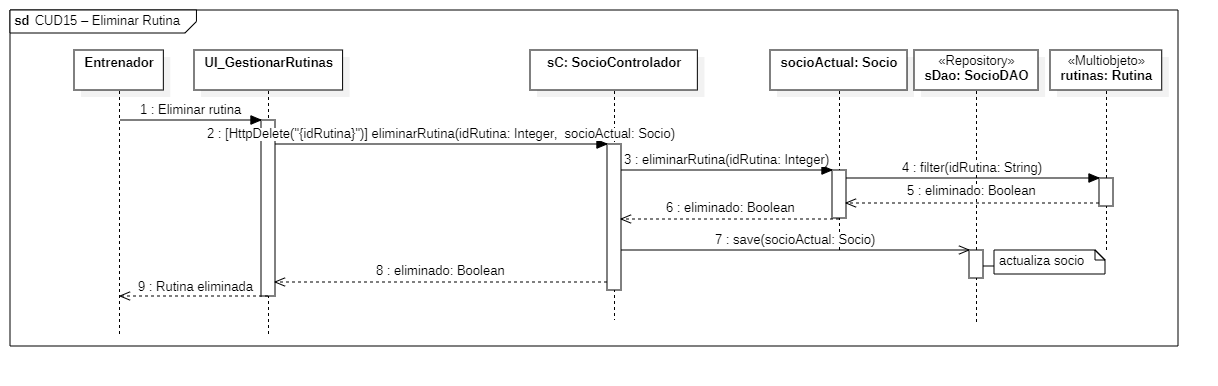 sd CUD15 – Eliminar Rutina
Entrenador
UI_GestionarRutinas
sC: SocioControlador
socioActual: Socio
«Repository»
sDao: SocioDAO
«Multiobjeto»
rutinas: Rutina
1 : Eliminar rutina
2 : [HttpDelete("{idRutina}")] eliminarRutina(idRutina: Integer, socioActual: Socio)
3 : eliminarRutina(idRutina: Integer)
4 : filter(idRutina: String)
5 : eliminado: Boolean
6 : eliminado: Boolean
7 : save(socioActual: Socio)
actualiza socio
8 : eliminado: Boolean
9 : Rutina eliminada